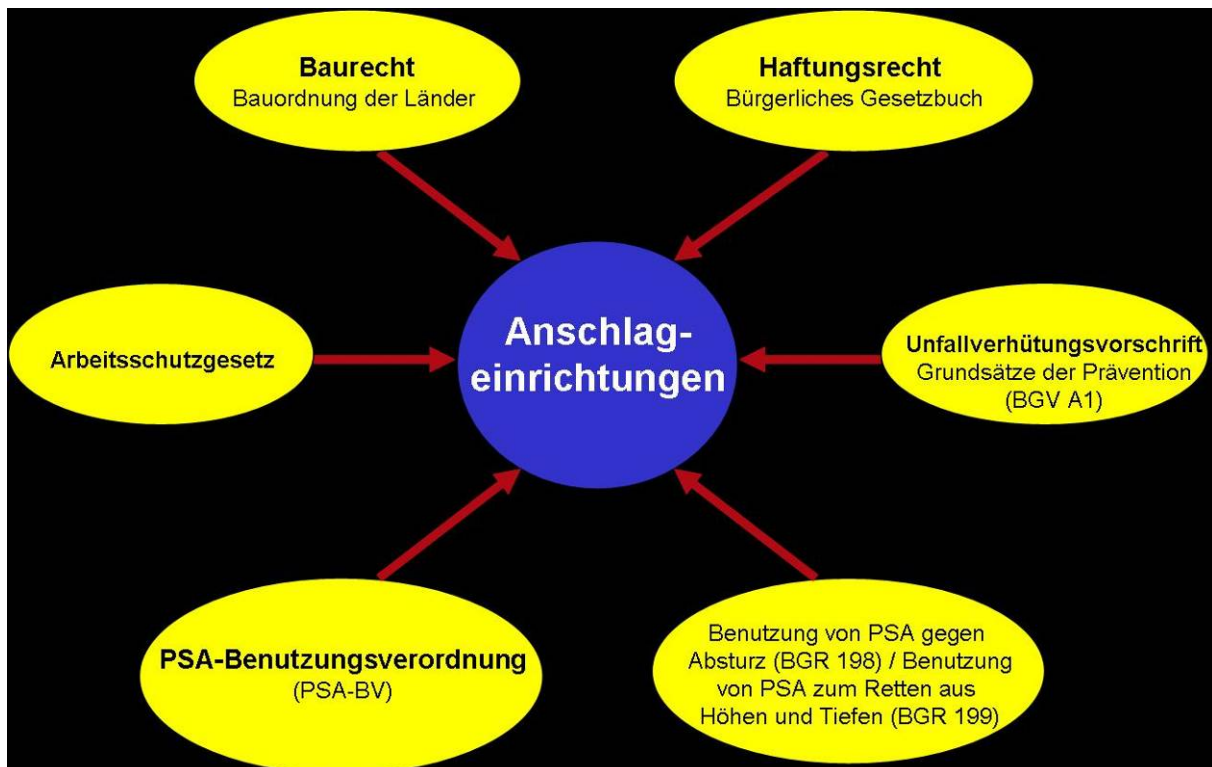 Baurecht
Bauordnung der Länder
Haftungsrecht
Bürgerliches Gesetzbuch
Anschlag-
einrichtungen
Arbeitsschutzgesetz
Unfallverhütungsvorschrift
Grundsätze der Prävention
(BGV A1)
PSA-Benutzungsverordnung
(PSA-BV)
Benutzung von PSA gegen
Absturz (BGR 198) / Benutzung
von PSA zum Retten aus
Höhen und Tiefen (BGR 199)